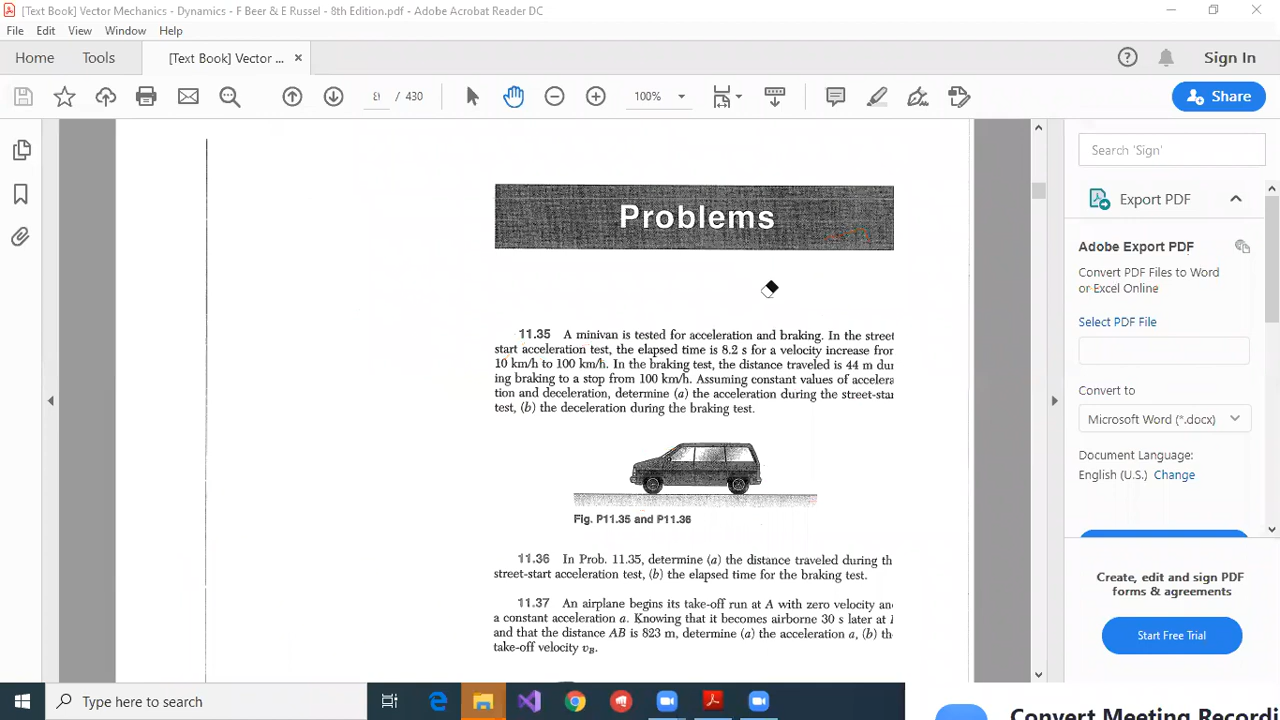 [Text Book] Vector Mechanics - Dynamics - F Beer & E Russel - 8th Edition.pdf - Adobe Acrobat Reader DC
File Edit View Window Help
Home Tools [Text Book] Vector ... ×
Sign In
8 / 430
100%
Share
Problems
11.35 A minivan is tested for acceleration and braking. In the street
start acceleration test, the elapsed time is 8.2 s for a velocity increase from
10 km/h to 100 km/h. In the braking test, the distance traveled is 44 m dur
ing braking to a stop from 100 km/h. Assuming constant values of accelera
tion and deceleration, determine (a) the acceleration during the street-star
test, (b) the deceleration during the braking test.
Fig. P11.35 and P11.36
11.36 In Prob. 11.35, determine (a) the distance traveled during th
street-start acceleration test, (b) the elapsed time for the braking test.
11.37 An airplane begins its take-off run at A with zero velocity an
a constant acceleration a. Knowing that it becomes airborne 30 s later at
and that the distance AB is 823 m, determine (a) the acceleration a, (b) th
take-off velocity vB.
Search 'Sign'
Export PDF
Adobe Export PDF
Convert PDF Files to Word
or Excel Online
Select PDF File
Convert to
Microsoft Word (*.docx)
Document Language:
English (U.S.) Change
Create, edit and sign PDF
forms & agreements
Start Free Trial
Type here to search
Convert Meeting Recordi